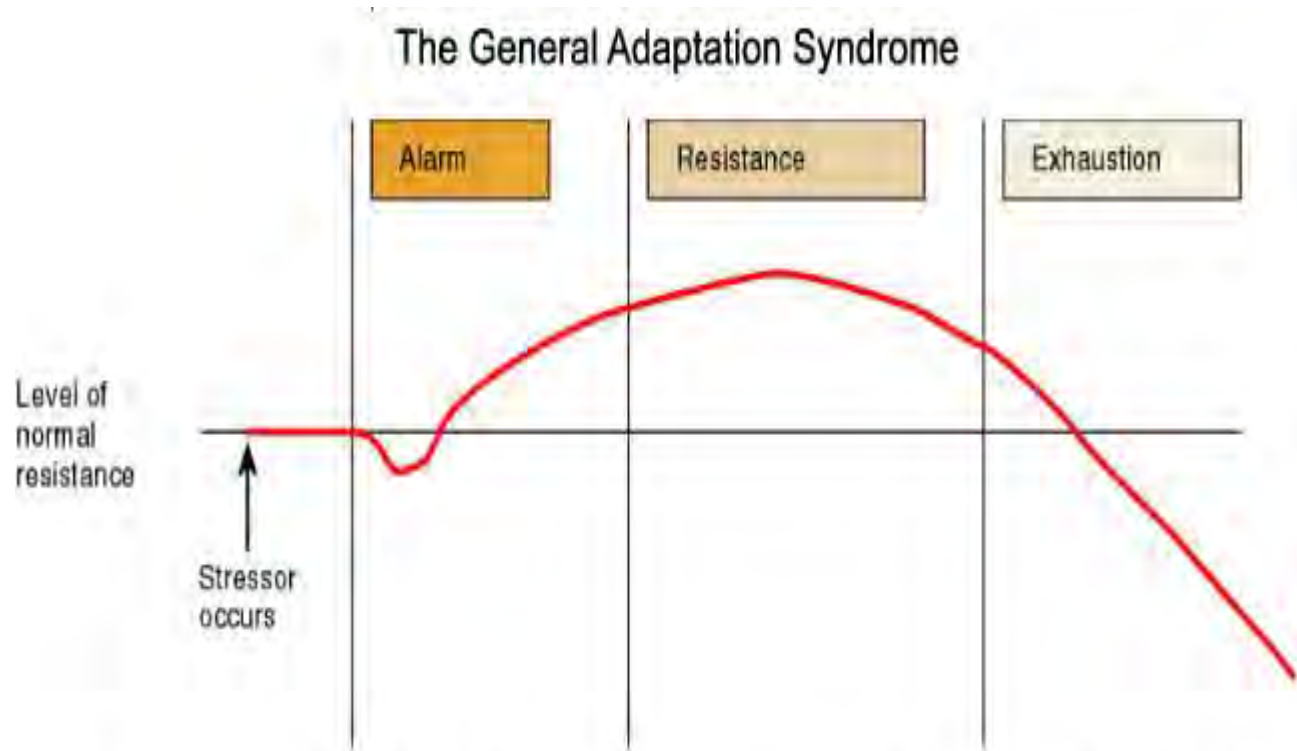 The General Adaptation Syndrome
Alarm
Resistance
Exhaustion
Level of
normal
resistance
Stressor
occurs